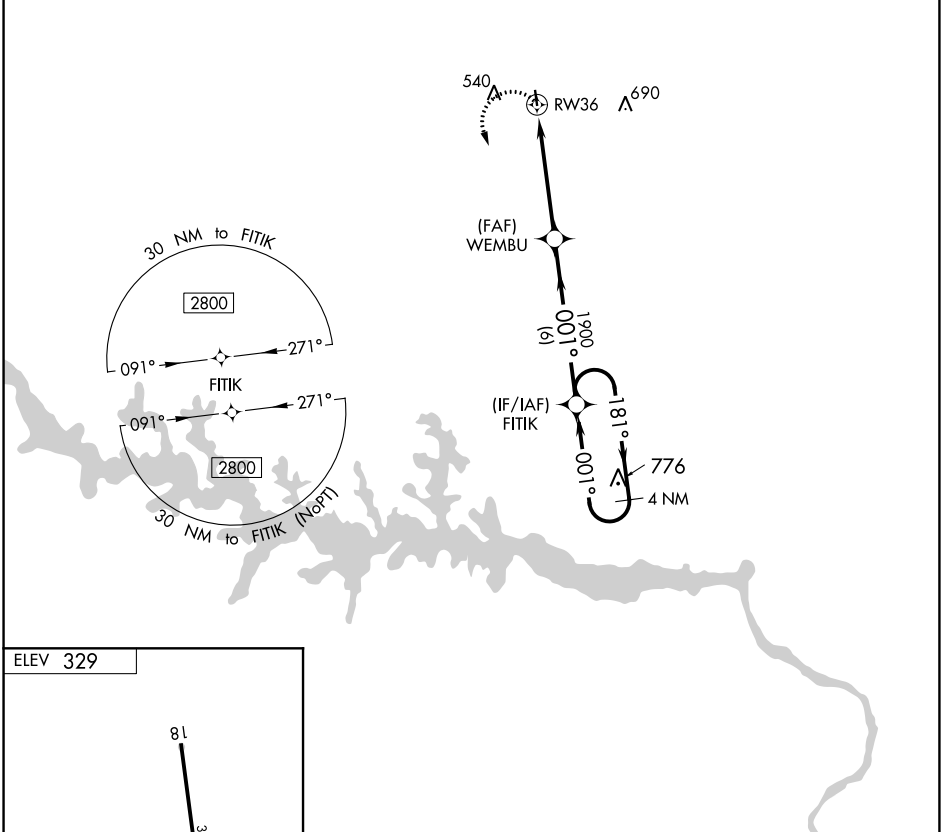 540
RW36
690
(FAF)
WEMBU
30 NM to FITIK
2800
091°
271°
FITIK
091°
271°
2800
30 NM to FITIK (NoPT)
001°
1900
(6)
(IF/IAF)
FITIK
181°
001°
776
4 NM
ELEV 329
18
3